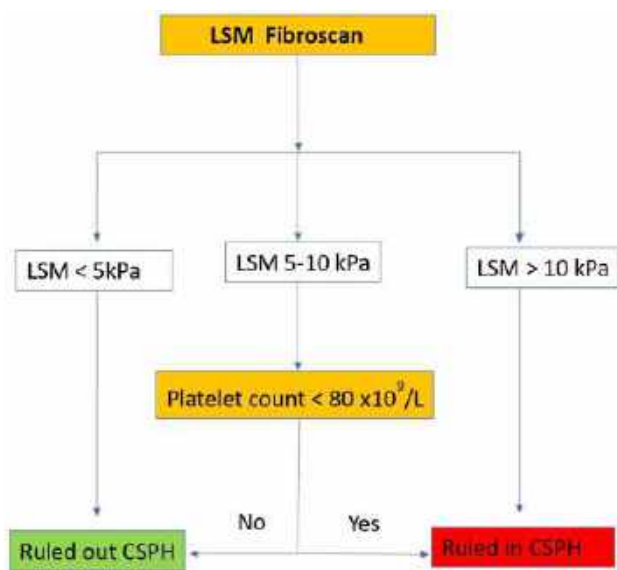 LSM Fibroscan
LSM < 5kPa
LSM 5-10 kPa
LSM > 10 kPa
Platelet count < 80 x10⁹/L
No
Yes
Ruled out CSPH
Ruled in CSPH